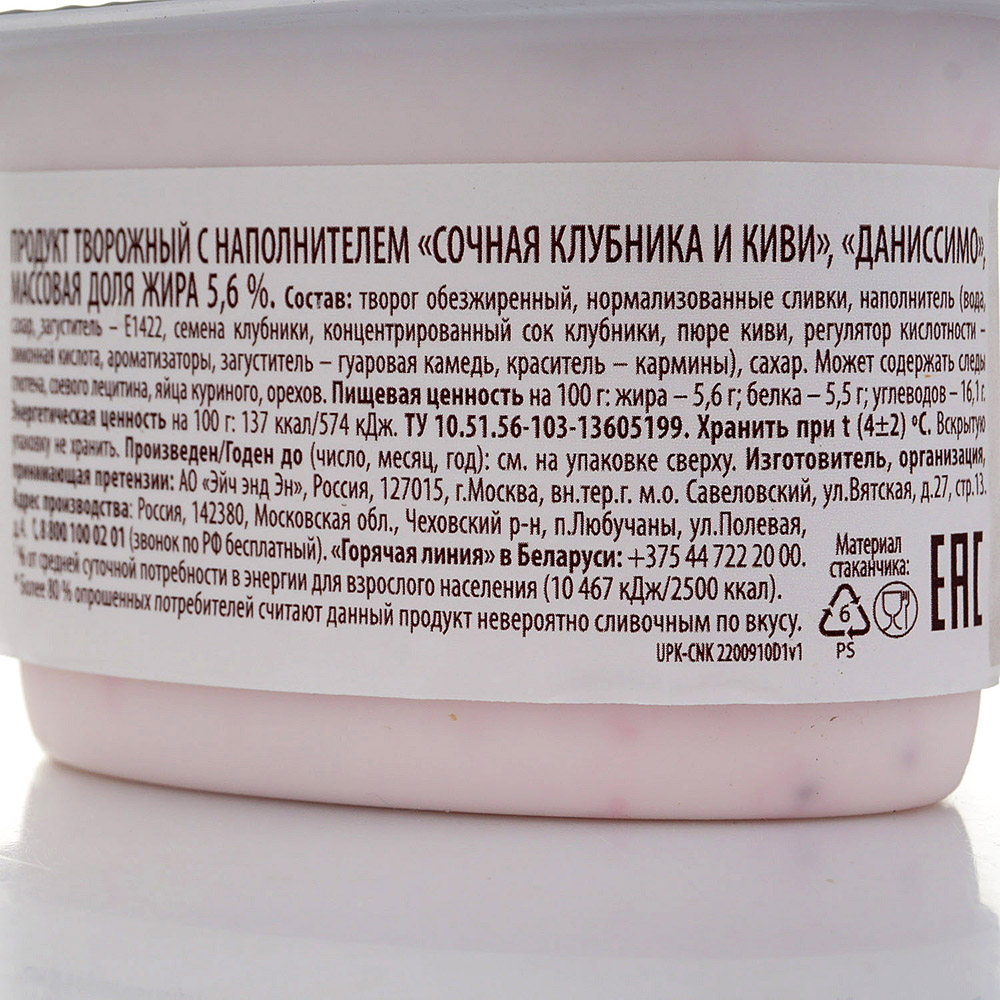 ПРОДУКТ ТВОРОЖНЫЙ С НАПОЛНИТЕЛЕМ «СОЧНАЯ КЛУБНИКА И КИВИ», «ДАНИССИМО»,
МАССОВАЯ ДОЛЯ ЖИРА 5,6 %. Состав: творог обезжиренный, нормализованные сливки, наполнитель (вода,
сахар, загуститель – Е1422, семена клубники, концентрированный сок клубники, пюре киви, регулятор кислотности –
лимонная кислота, ароматизаторы, загуститель – гуаровая камедь, краситель – кармины), сахар. Может содержать следы
глютена, соевого лецитина, яйца куриного, орехов. Пищевая ценность на 100 г: жира – 5,6 г; белка – 5,5 г; углеводов – 16,1 г.
Энергетическая ценность на 100 г: 137 ккал/574 кДж. ТУ 10.51.56-103-13605199. Хранить при t (4±2) °С. Вскрытую
упаковку не хранить. Произведен/Годен до (число, месяц, год): см. на упаковке сверху. Изготовитель, организация,
принимающая претензии: АО «Эйч энд Эн», Россия, 127015, г.Москва, вн.тер.г. м.о. Савеловский, ул.Вятская, д.27, стр.13.
Адрес производства: Россия, 142380, Московская обл., Чеховский р-н, п.Любучаны, ул.Полевая,
д.4. С 8 800 100 02 01 (звонок по РФ бесплатный). «Горячая линия» в Беларуси: +375 44 722 20 00.
% от средней суточной потребности в энергии для взрослого населения (10 467 кДж/2500 ккал).
* Более 80 % опрошенных потребителей считают данный продукт невероятно сливочным по вкусу.
UPK-CNK 2200910D1v1
Материал
стаканчика:
6
PS
ЕАС